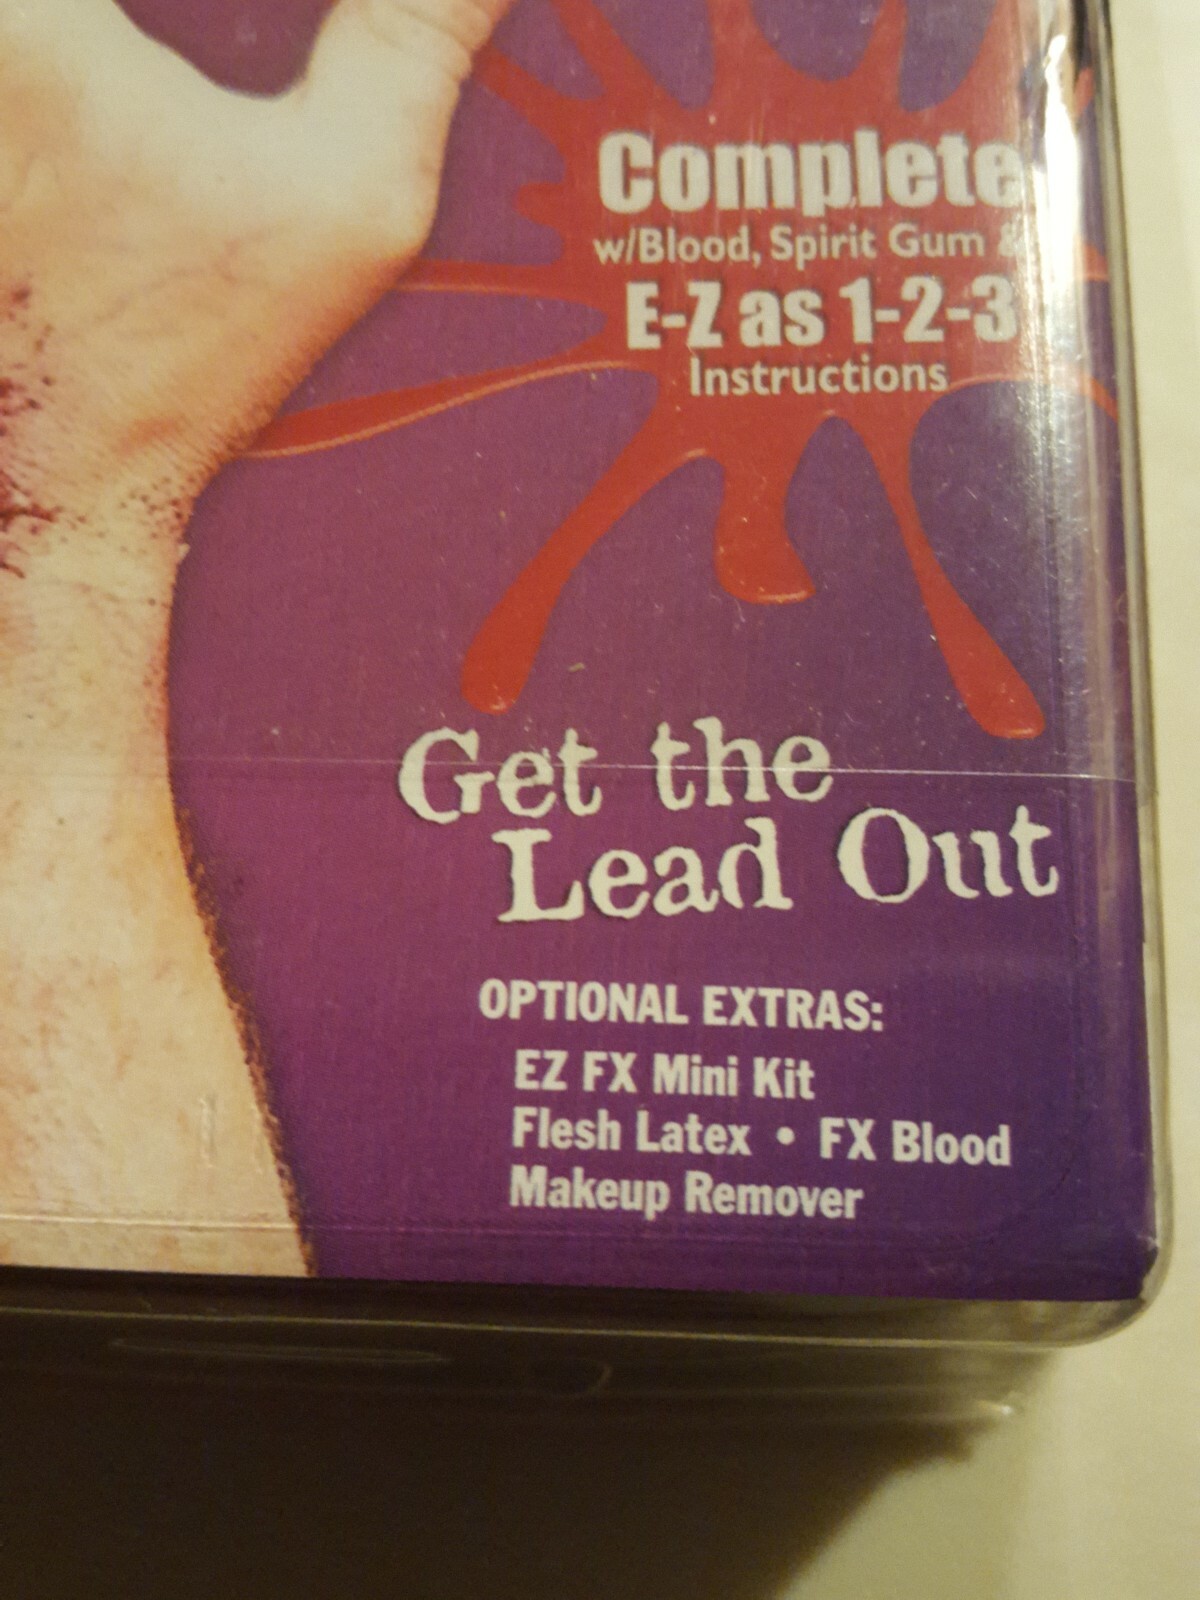 Complete
w/Blood, Spirit Gum &
E-Z as 1-2-3
Instructions
Get the
Lead Out
OPTIONAL EXTRAS:
EZ FX Mini Kit
Flesh Latex • FX Blood
Makeup Remover